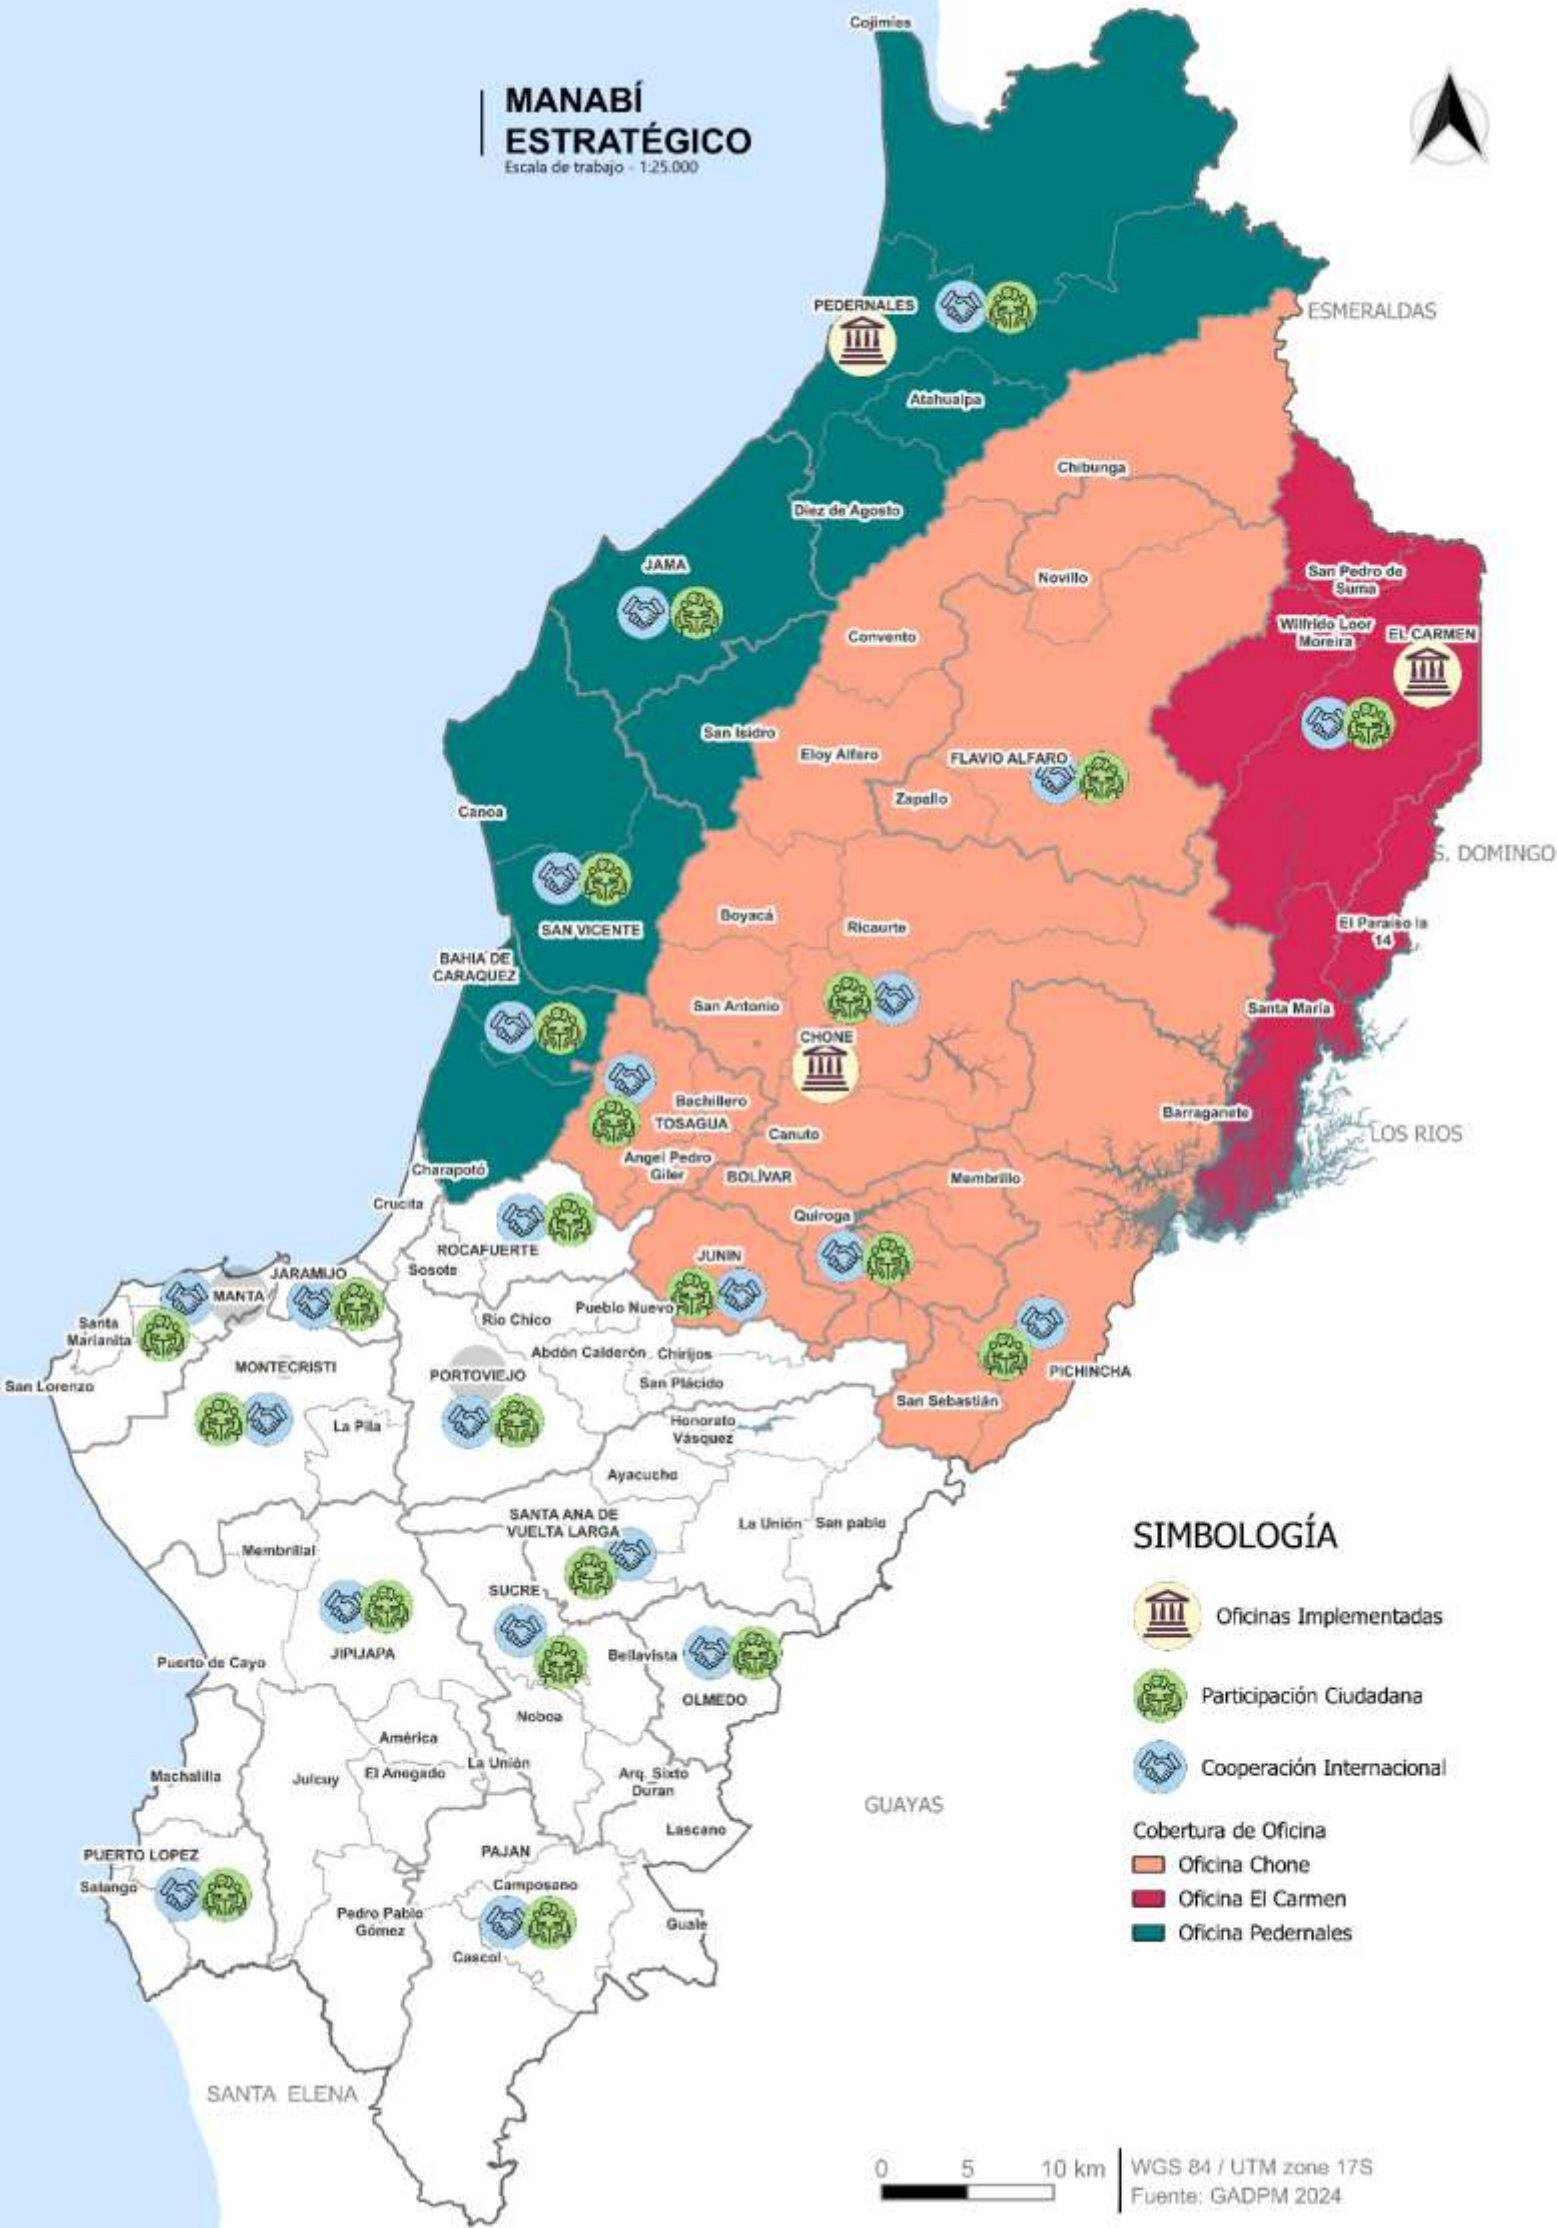 Cojimíes
MANABÍ
ESTRATÉGICO
Escala de trabajo - 1:25.000
PEDERNALES
ESMERALDAS
Atahualpa
Chibunga
Diez de Agosto
JAMA
San Pedro de
Suma
Novillo
Wilfrido Loor
Moreira
EL CARMEN
Convento
San Isidro
Eloy Alfaro
FLAVIO ALFARO
Zapallo
Canoa
S. DOMINGO
Boyacá
Ricaurte
El Paraíso la
14
SAN VICENTE
BAHIA DE
CARAQUEZ
San Antonio
Santa María
CHONE
Bachillero
TOSAGUA
Barraganete
Canuto
LOS RIOS
Angel Pedro
Giler
BOLÍVAR
Membrillo
Charapotó
Crucita
Quiroga
ROCAFUERTE
Sosote
JUNIN
JARAMIJO
MANTA
Pueblo Nuevo
Rio Chico
Santa
Marianita
Abdón Calderón
Chirijos
MONTECRISTI
PORTOVIEJO
PICHINCHA
San Lorenzo
San Plácido
San Sebastián
La Pila
Honorato
Vásquez
Ayacucho
SANTA ANA DE
VUELTA LARGA
La Unión
San pablo
SIMBOLOGÍA
Membrillal
SUCRE
Oficinas Implementadas
JIPIJAPA
Puerto de Cayo
Bellavista
OLMEDO
Participación Ciudadana
Noboa
América
La Unión
El Anegado
Machalilla
Julcuy
Arq. Sixto
Duran
Cooperación Internacional
GUAYAS
Lascano
Cobertura de Oficina
PUERTO LOPEZ
PAJAN
Oficina Chone
Salango
Camposano
Oficina El Carmen
Pedro Pablo
Gómez
Guale
Oficina Pedernales
Cascol
SANTA ELENA
0 5 10 km
WGS 84 / UTM zone 17S
Fuente: GADPM 2024